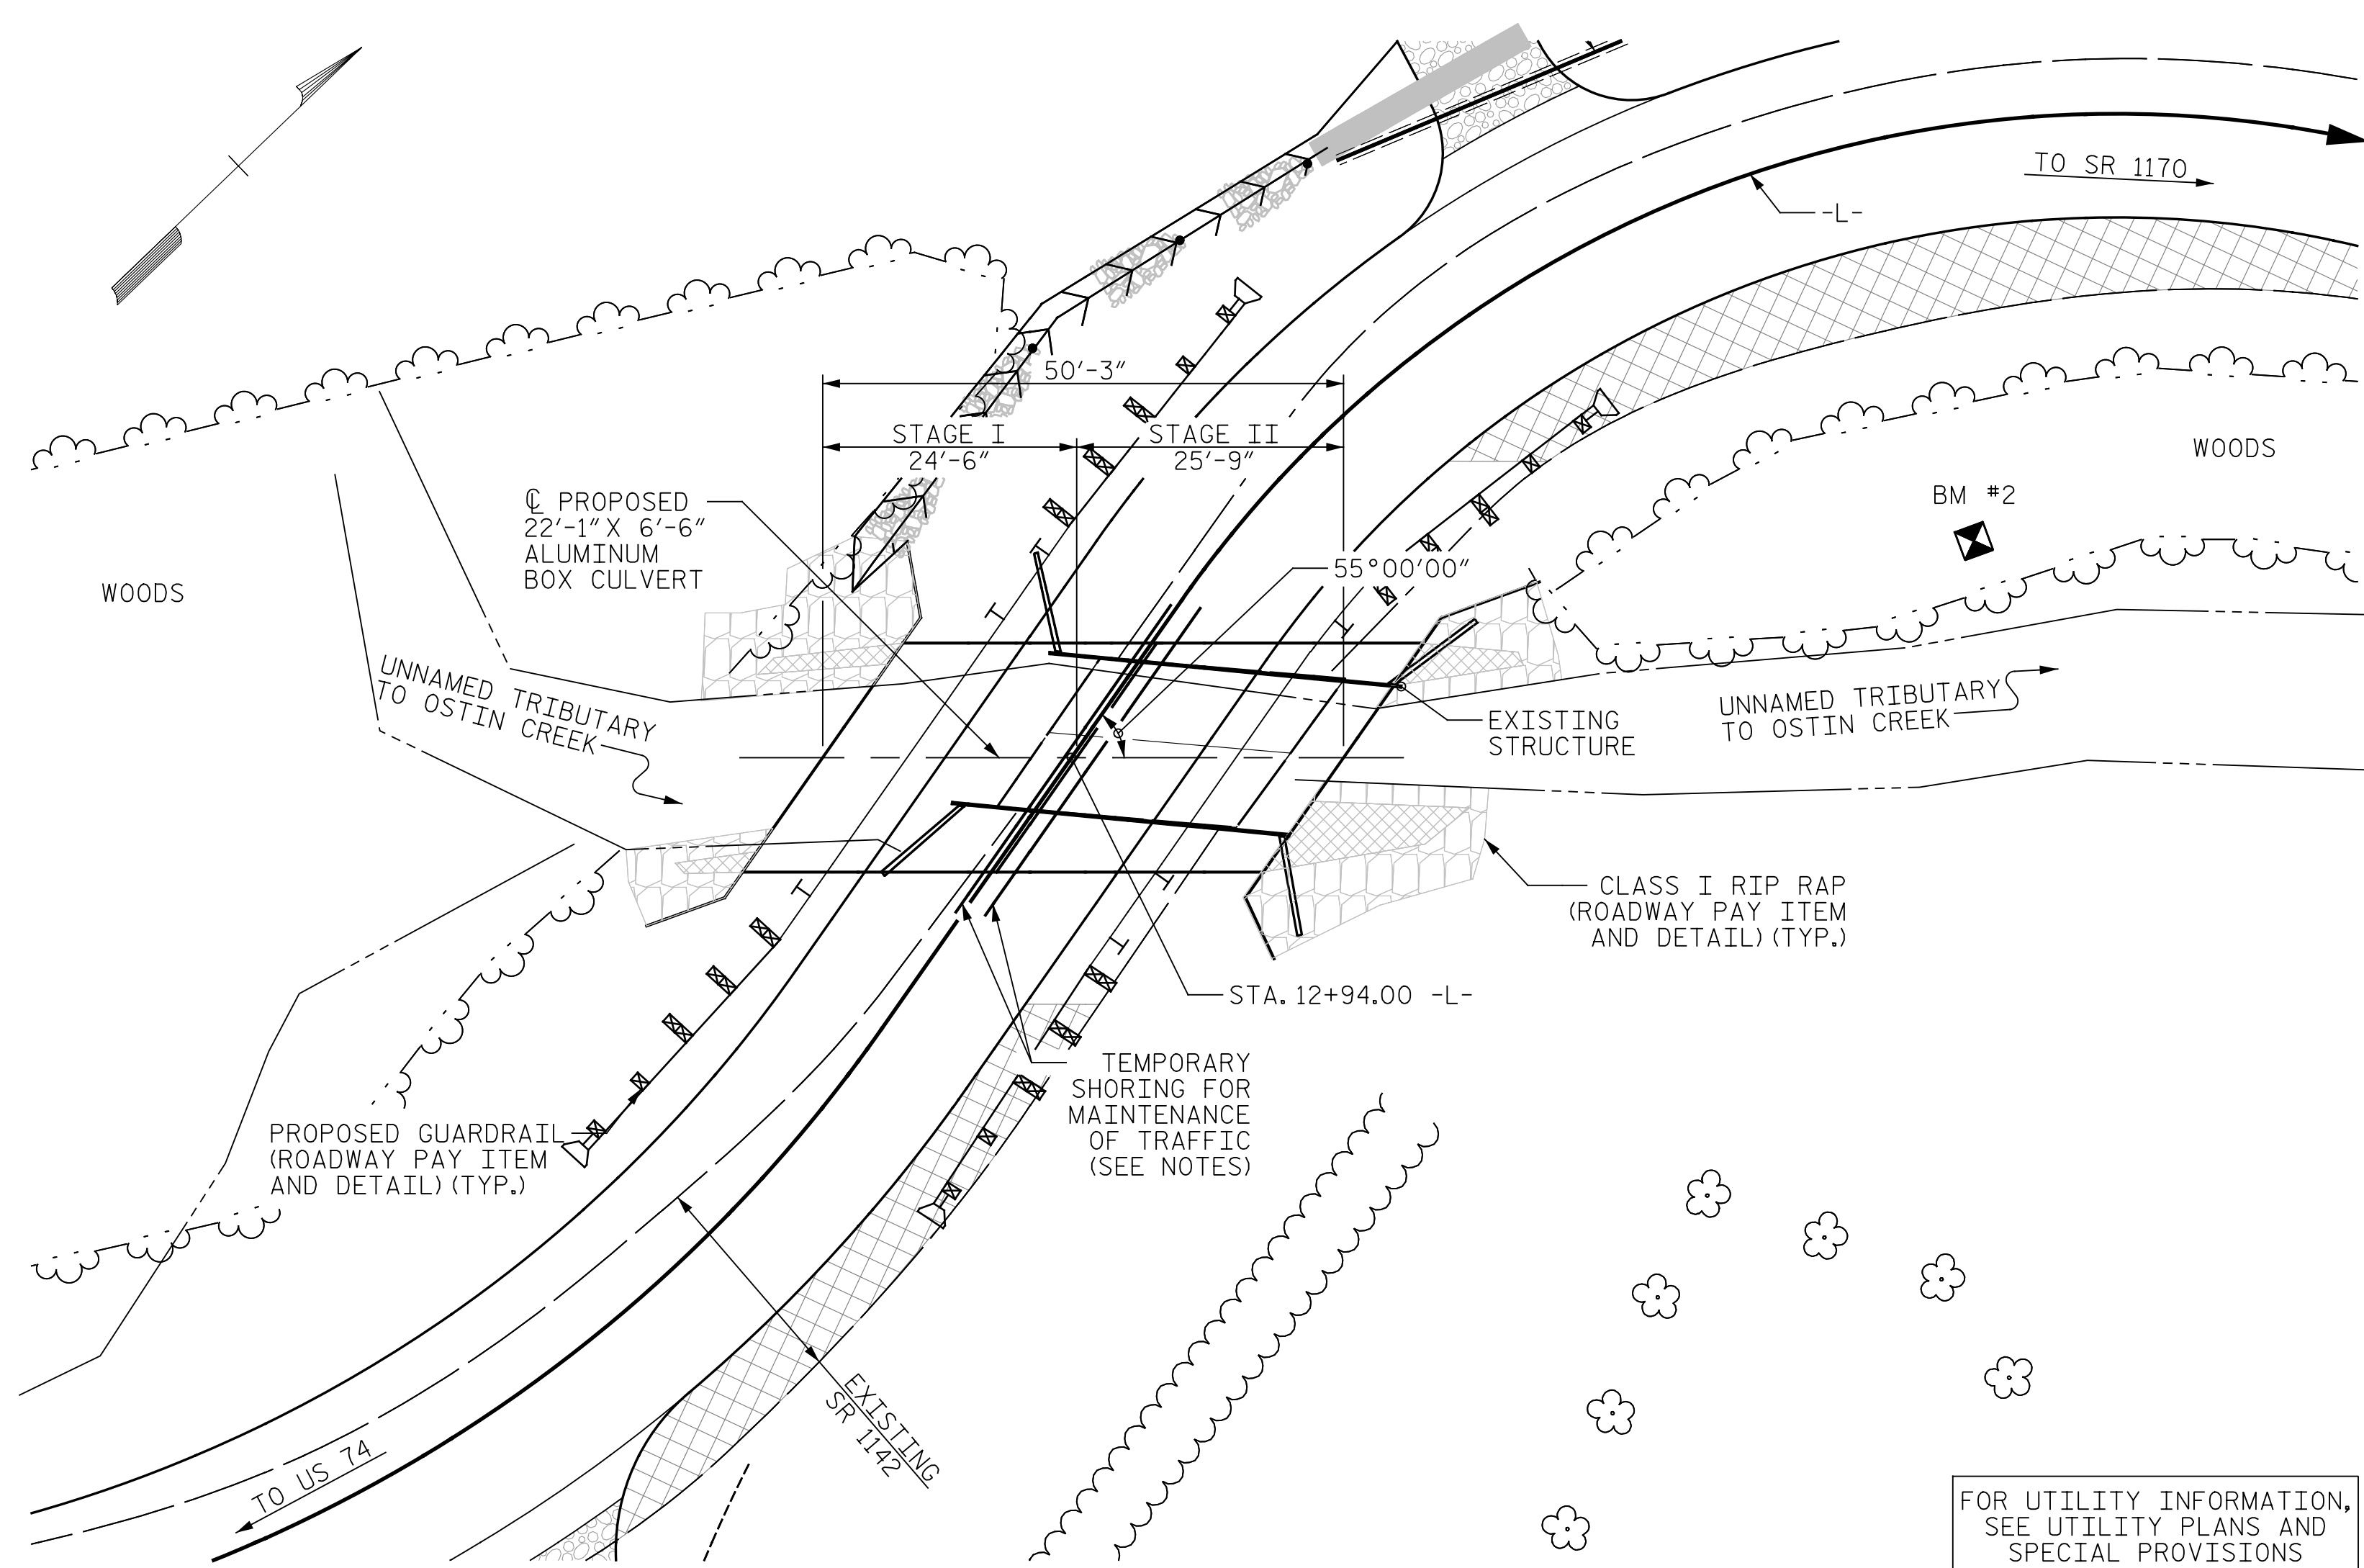 TO SR 1170
-L-
50'-3"
STAGE I
24'-6"
STAGE II
25'-9"
WOODS
BM #2
℄ PROPOSED
22'-1" X 6'-6"
ALUMINUM
BOX CULVERT
55°00'00"
WOODS
UNNAMED TRIBUTARY
TO OSTIN CREEK
UNNAMED TRIBUTARY
TO OSTIN CREEK
EXISTING
STRUCTURE
CLASS I RIP RAP
(ROADWAY PAY ITEM
AND DETAIL) (TYP.)
STA. 12+94.00 -L-
TEMPORARY
SHORING FOR
MAINTENANCE
OF TRAFFIC
(SEE NOTES)
PROPOSED GUARDRAIL
(ROADWAY PAY ITEM
AND DETAIL) (TYP.)
EXISTING
SR 1142
TO US 74
FOR UTILITY INFORMATION,
SEE UTILITY PLANS AND
SPECIAL PROVISIONS